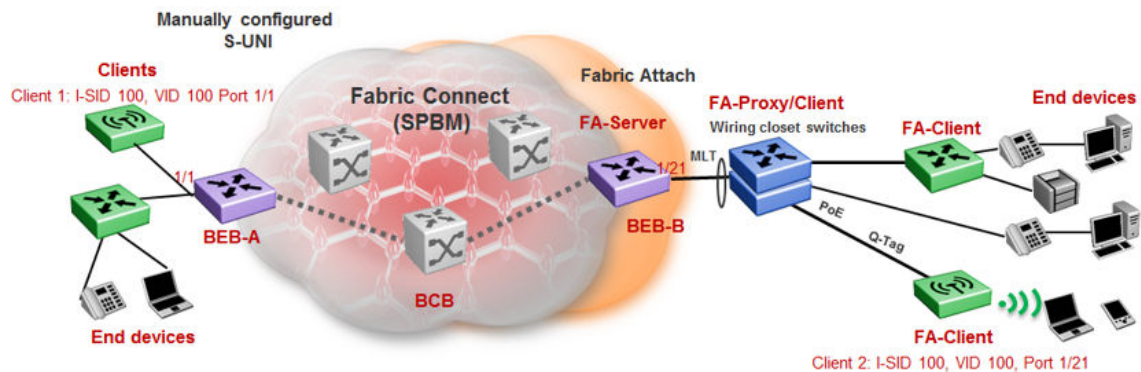 Manually configured
S-UNI
Clients
Client 1: I-SID 100, VID 100 Port 1/1
Fabric Connect
(SPBM)
Fabric Attach
FA-Server
FA-Proxy/Client
Wiring closet switches
End devices
FA-Client
MLT
1/1
1/21
BEB-A
BEB-B
PoE
Q-Tag
BCB
End devices
FA-Client
Client 2: I-SID 100, VID 100, Port 1/21